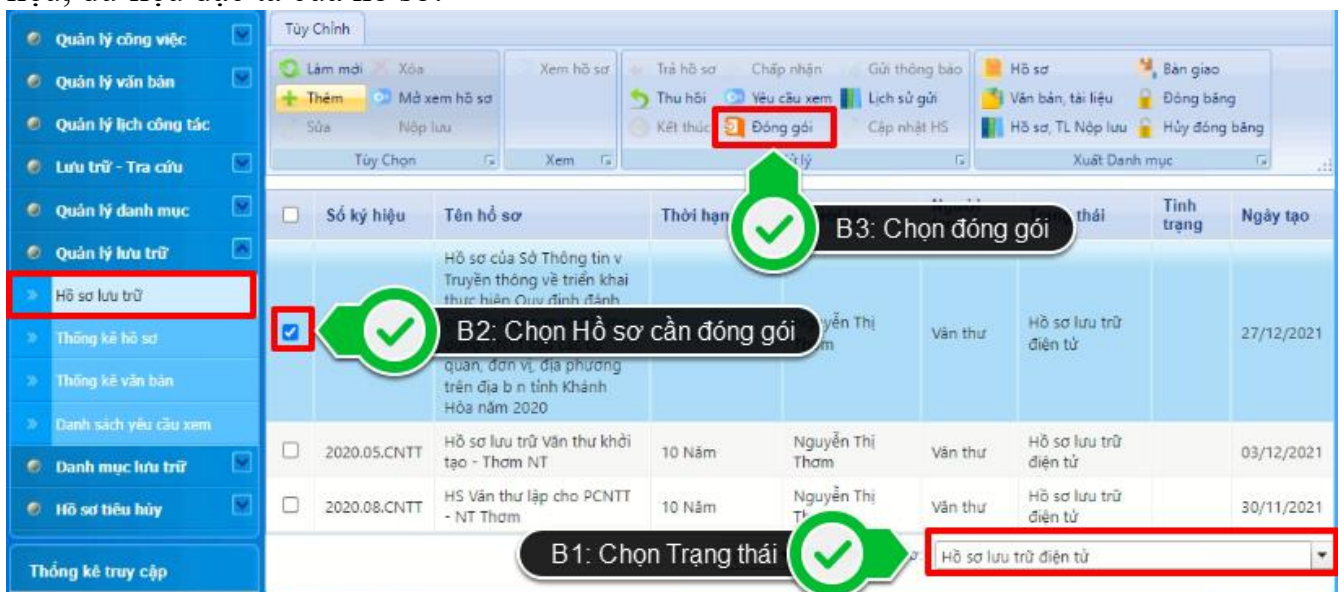 Quản lý công việc
Quản lý văn bản
Quản lý lịch công tác
Lưu trữ - Tra cứu
Quản lý danh mục
Quản lý lưu trữ
Hồ sơ lưu trữ
Thống kê hồ sơ
Thống kê văn bản
Danh sách yêu cầu xem
Danh mục lưu trữ
Hồ sơ tiêu hủy
Thống kê truy cập
Tùy Chỉnh
Làm mới Xóa Xem hồ sơ Trả hồ sơ Chấp nhận Gửi thông báo Hồ sơ Bàn giao
Thêm Mở xem hồ sơ Thu hồi Yêu cầu xem Lịch sử gửi Văn bản, tài liệu Đóng băng
Sửa Nộp lưu Kết thúc Đóng gói Cập nhật HS Hồ sơ, TL Nộp lưu Hủy đóng băng
Tùy Chọn Xem lý Xuất Danh mục
Số ký hiệu Tên hồ sơ Thời hạn thái Tình trạng Ngày tạo
B3: Chọn đóng gói
Hồ sơ của Sở Thông tin v
Truyền thông về triển khai
thực hiện Quy định đánh
B2: Chọn Hồ sơ cần đóng gói
quan, đơn vị, địa phương
trên địa b n tỉnh Khánh
Hòa năm 2020
Văn thư Hồ sơ lưu trữ điện tử 27/12/2021
2020.05.CNTT Hồ sơ lưu trữ Văn thư khởi tạo - Thơm NT 10 Năm Nguyễn Thị Thơm Văn thư Hồ sơ lưu trữ điện tử 03/12/2021
2020.08.CNTT HS Văn thư lập cho PCNTT - NT Thơm 10 Năm Nguyễn Thị Văn thư Hồ sơ lưu trữ điện tử 30/11/2021
B1: Chọn Trạng thái
Hồ sơ lưu trữ điện tử